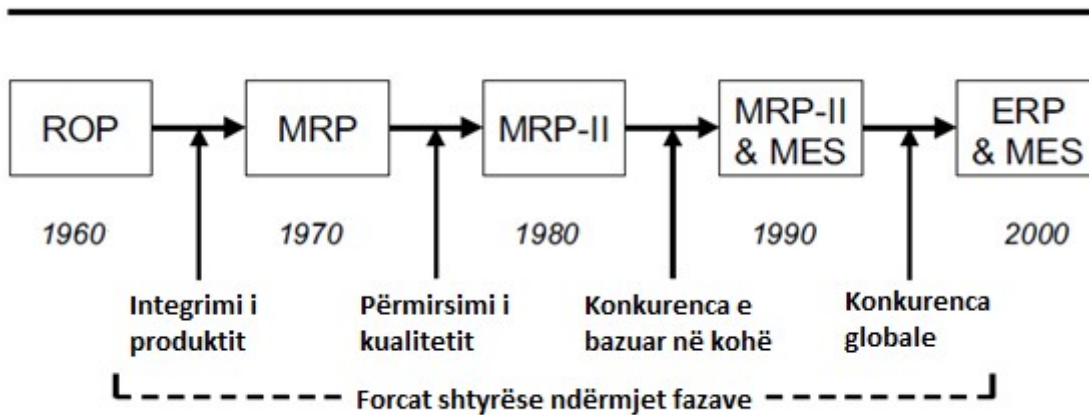 ROP
MRP
MRP-II
MRP-II
& MES
ERP
& MES
1960
1970
1980
1990
2000
Integrimi i
produktit
Përmirsimi i
kualitetit
Konkurenca e
bazuar në kohë
Konkurenca
globale
Forcat shtyrëse ndërmjet fazave